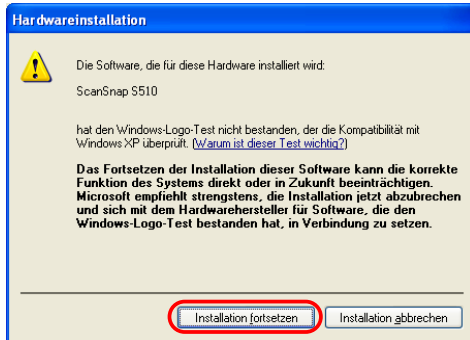 Hardwareinstallation
Die Software, die für diese Hardware installiert wird:
ScanSnap S510
hat den Windows-Logo-Test nicht bestanden, der die Kompatibilität mit
Windows XP überprüft. (Warum ist dieser Test wichtig?)
Das Fortsetzen der Installation dieser Software kann die korrekte
Funktion des Systems direkt oder in Zukunft beeinträchtigen.
Microsoft empfiehlt strengstens, die Installation jetzt abzubrechen
und sich mit dem Hardwarehersteller für Software, die den
Windows-Logo-Test bestanden hat, in Verbindung zu setzen.
Installation fortsetzen Installation abbrechen